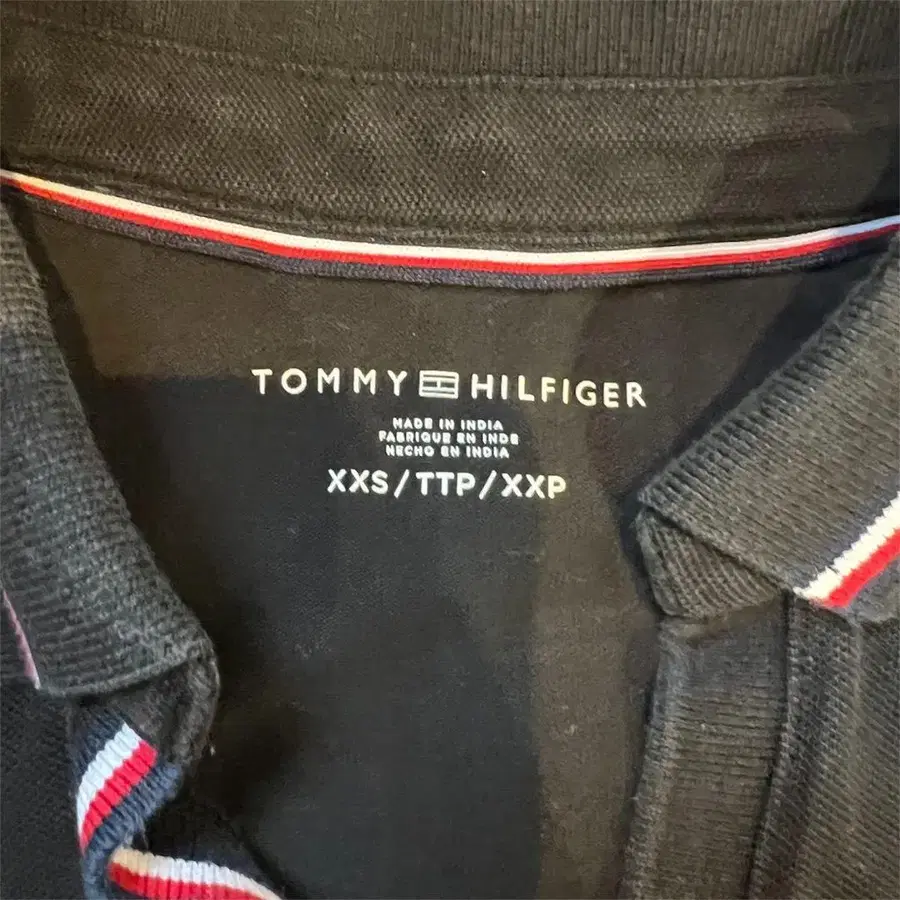 TOMMY HILFIGER
MADE IN INDIA
FABRIQUE EN INDE
HECHO EN INDIA
XXS/TTP/XXP